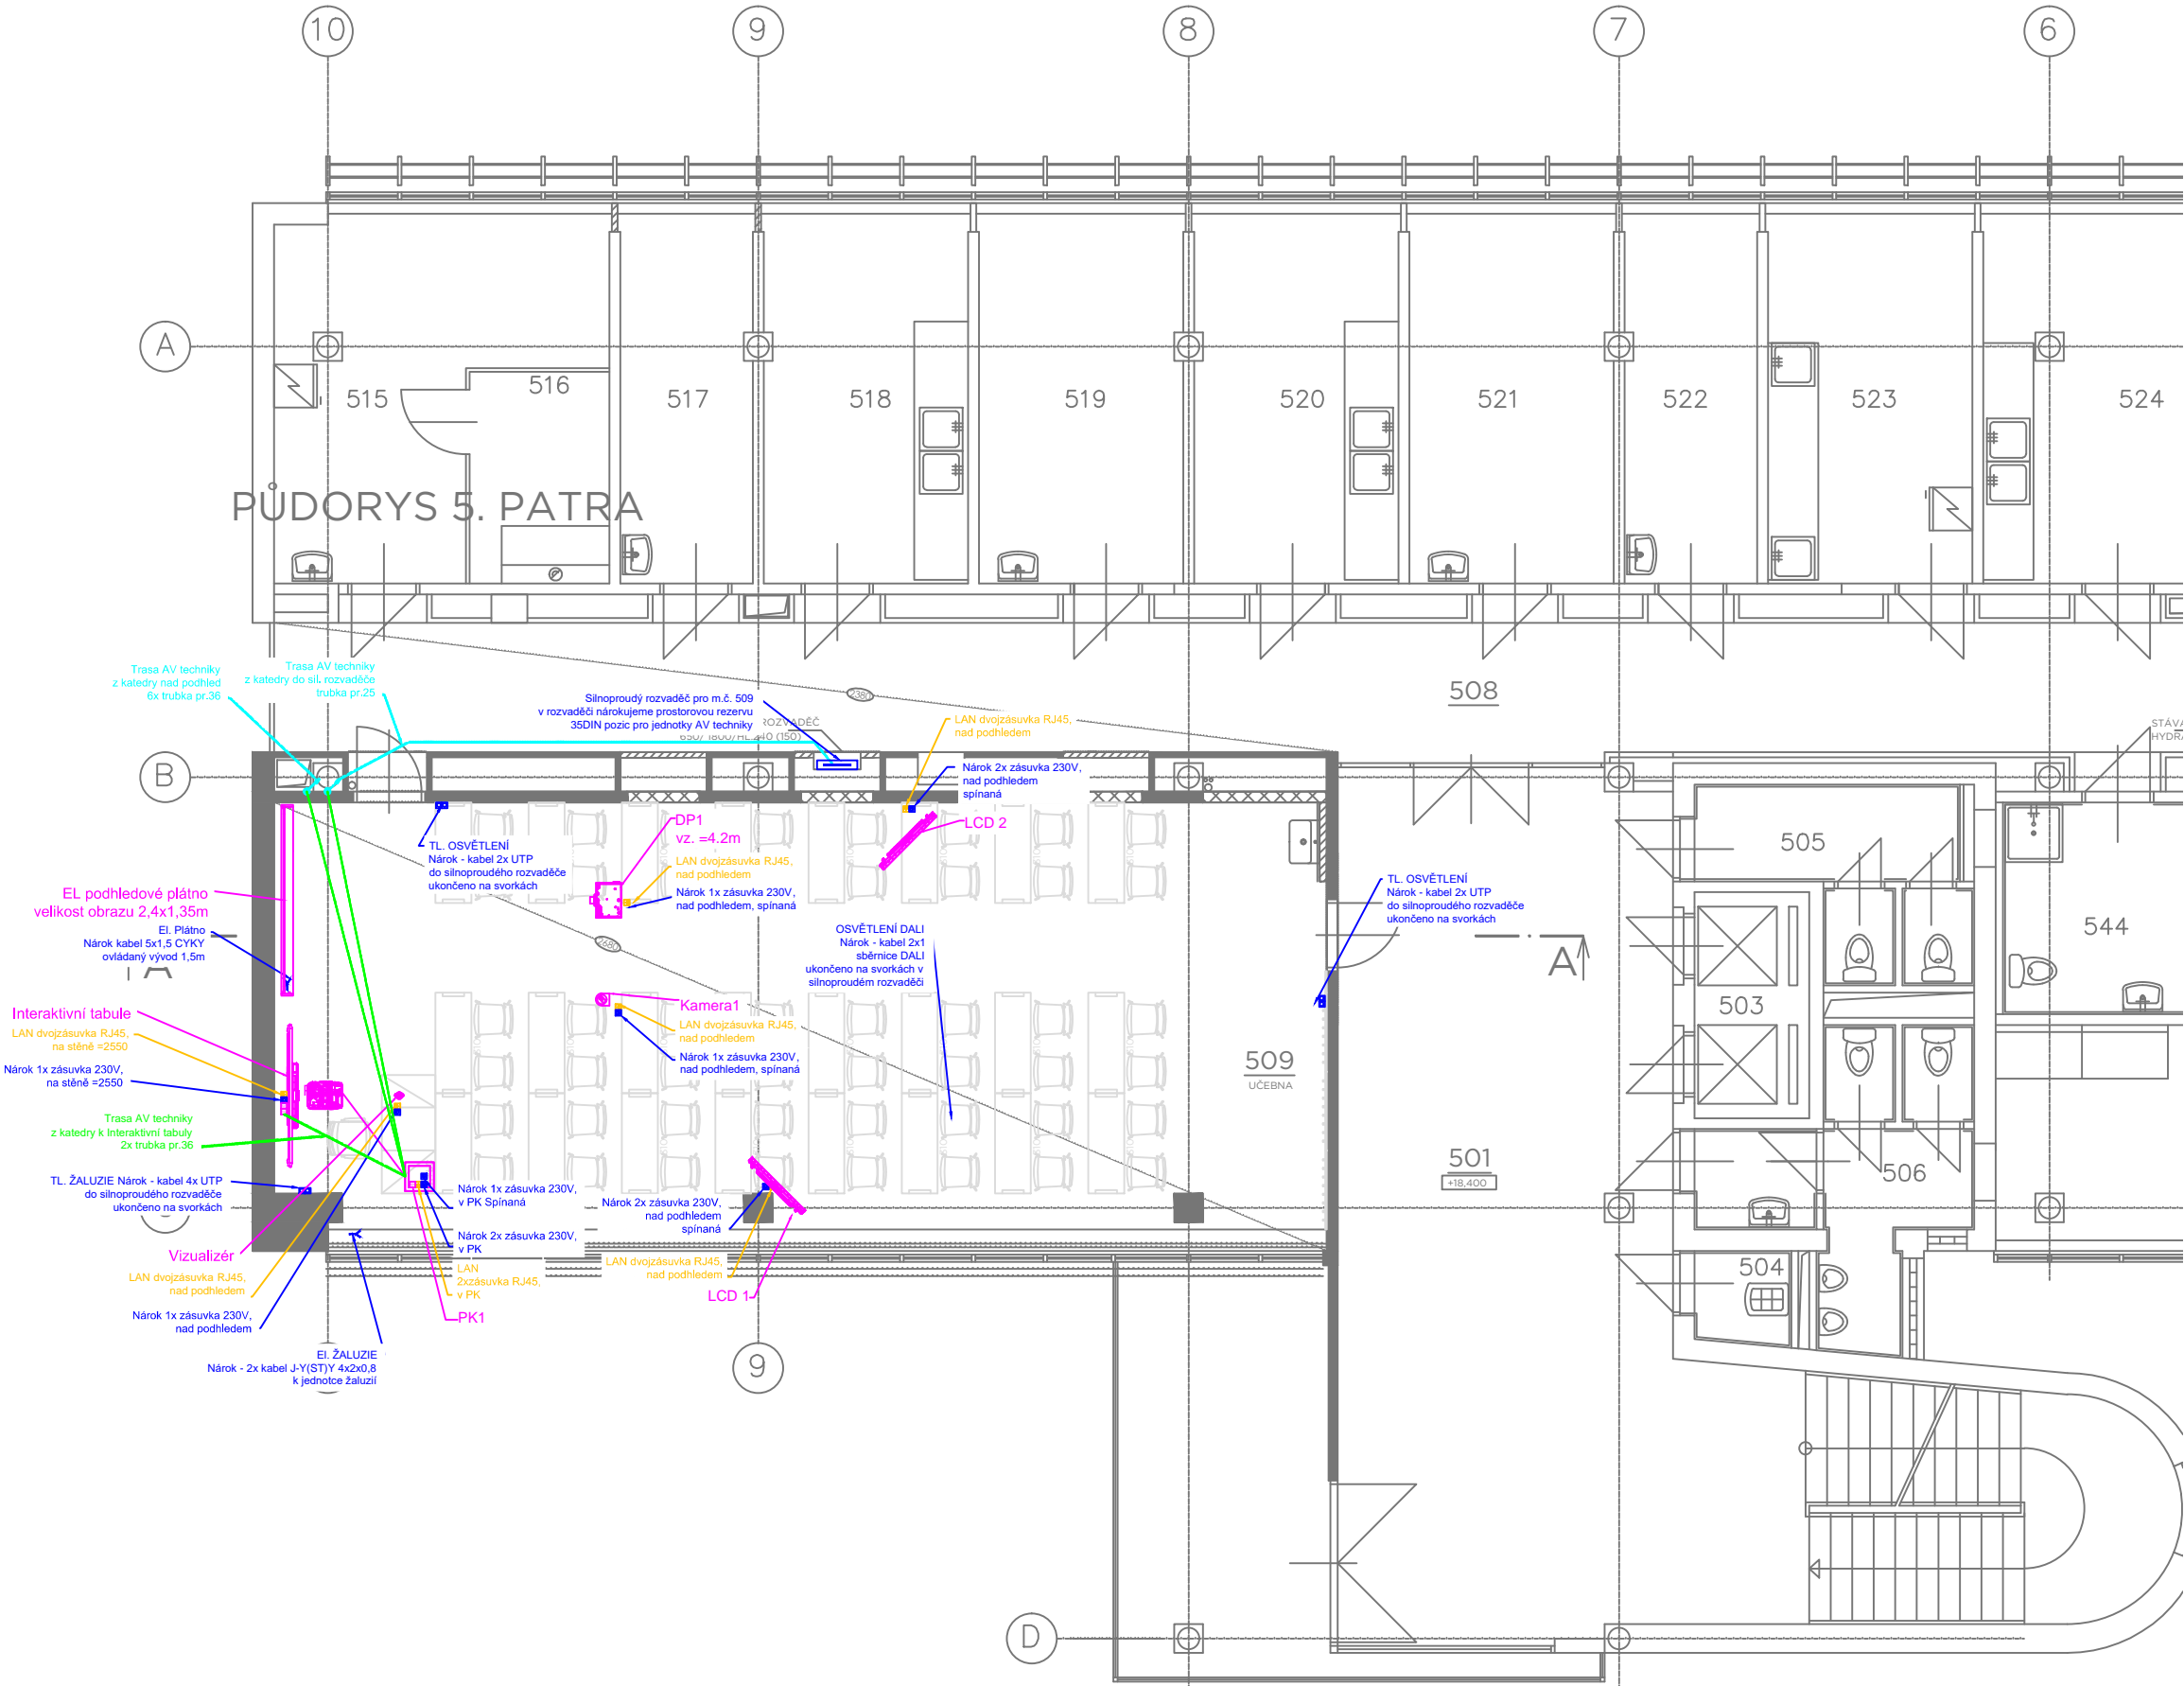 10
9
8
7
6
A
515
516
517
518
519
520
521
522
523
524
PŮDORYS 5. PATRA
Trasa AV techniky
z katedry nad podhled
6x trubka pr.36
Trasa AV techniky
z katedry do sil. rozvaděče
trubka pr.25
Silnoproudý rozvaděč pro m.č. 509
v rozvaděči nárokujeme prostorovou rezervu
35DIN pozic pro jednotky AV techniky
2380
508
LAN dvojzásuvka RJ45,
nad podhledem
B
Nárok 2x zásuvka 230V,
nad podhledem
spínaná
LCD 2
DP1
vz. =4.2m
LAN dvojzásuvka RJ45,
nad podhledem
Nárok 1x zásuvka 230V,
nad podhledem, spínaná
TL. OSVĚTLENÍ
Nárok - kabel 2x UTP
do silnoproudého rozvaděče
ukončeno na svorkách
EL podhledové plátno
velikost obrazu 2,4x1,35m
El. Plátno
Nárok kabel 5x1,5 CYKY
ovládaný vývod 1,5m
A
2680
OSVĚTLENÍ DALI
Nárok - kabel 2x1
sběrnice DALI
ukončeno na svorkách v
silnoproudém rozvaděči
TL. OSVĚTLENÍ
Nárok - kabel 2x UTP
do silnoproudého rozvaděče
ukončeno na svorkách
A
505
503
544
Interaktivní tabule
LAN dvojzásuvka RJ45,
na stěně =2550
Nárok 1x zásuvka 230V,
na stěně =2550
Trasa AV techniky
z katedry k Interaktivní tabuly
2x trubka pr.36
Kamera1
LAN dvojzásuvka RJ45,
nad podhledem
Nárok 1x zásuvka 230V,
nad podhledem, spínaná
509
UČEBNA
501
+18,400
506
504
TL. ŽALUZIE Nárok - kabel 4x UTP
do silnoproudého rozvaděče
ukončeno na svorkách
Nárok 1x zásuvka 230V,
v PK Spínaná
Nárok 2x zásuvka 230V,
v PK
LAN
2xzásuvka RJ45,
v PK
PK1
Nárok 2x zásuvka 230V,
nad podhledem
spínaná
LAN dvojzásuvka RJ45,
nad podhledem
LCD 1
Vizualizér
LAN dvojzásuvka RJ45,
nad podhledem
Nárok 1x zásuvka 230V,
nad podhledem
El. ŽALUZIE
Nárok - 2x kabel J-Y(ST)Y 4x2x0,8
k jednotce žaluzií
9
D